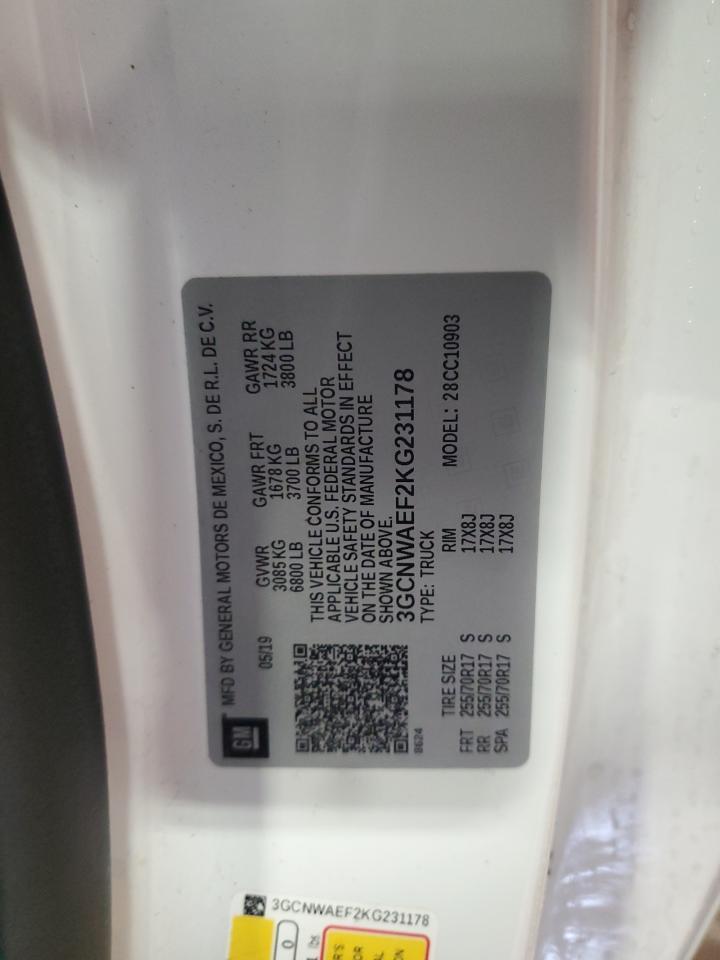 GM
MFD BY GENERAL MOTORS DE MEXICO, S. DE R.L. DE C.V.
05/19
GVWR GAWR FRT GAWR RR
3085 KG 1678 KG 1724 KG
6800 LB 3700 LB 3800 LB
THIS VEHICLE CONFORMS TO ALL
APPLICABLE U.S. FEDERAL MOTOR
VEHICLE SAFETY STANDARDS IN EFFECT
ON THE DATE OF MANUFACTURE
SHOWN ABOVE.
3GCNWAEF2KG231178
8624
TYPE: TRUCK
TIRE SIZE RIM MODEL: 28CC10903
FRT 255/70R17 S 17X8J
RR 255/70R17 S 17X8J
SPA 255/70R17 S 17X8J
3GCNWAEF2KG231178
0